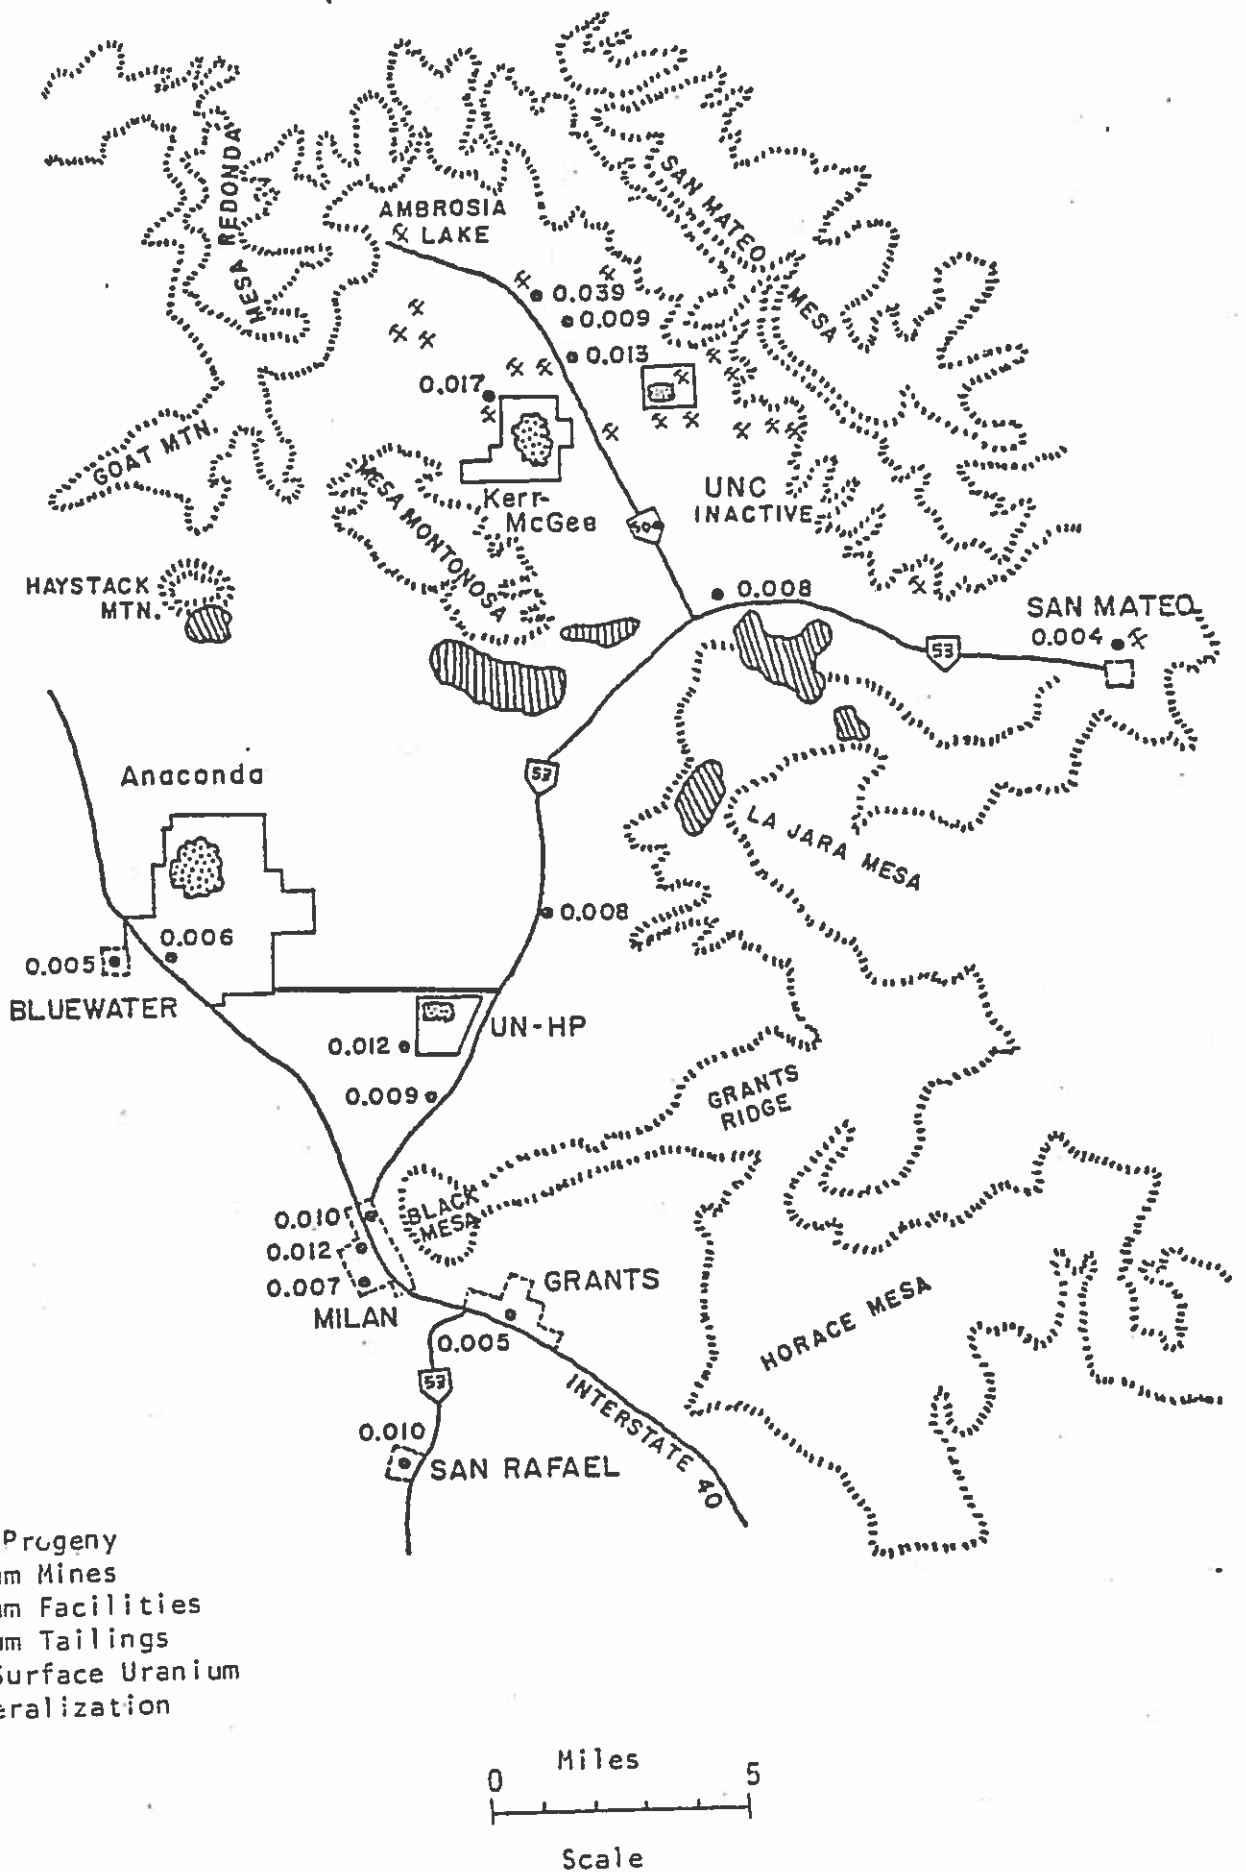 MESA REDONDA
AMBROSIA
LAKE
SAN MATEO MESA
0.039
0.009
0.013
0.017
GOAT MTN.
MESA MONTONOSA
Kerr-
McGee
UNC
INACTIVE
HAYSTACK
MTN.
0.008
SAN MATEO
0.004
53
53
Anaconda
LA JARA MESA
0.008
0.006
0.005
BLUEWATER
UN-HP
0.012
0.009
GRANTS
RIDGE
BLACK
MESA
0.010
0.012
0.007
MILAN
GRANTS
0.005
HORACE MESA
53
INTERSTATE 40
0.010
SAN RAFAEL
Progeny
um Mines
um Facilities
um Tailings
Surface Uranium
eralization
Miles
0 5
Scale